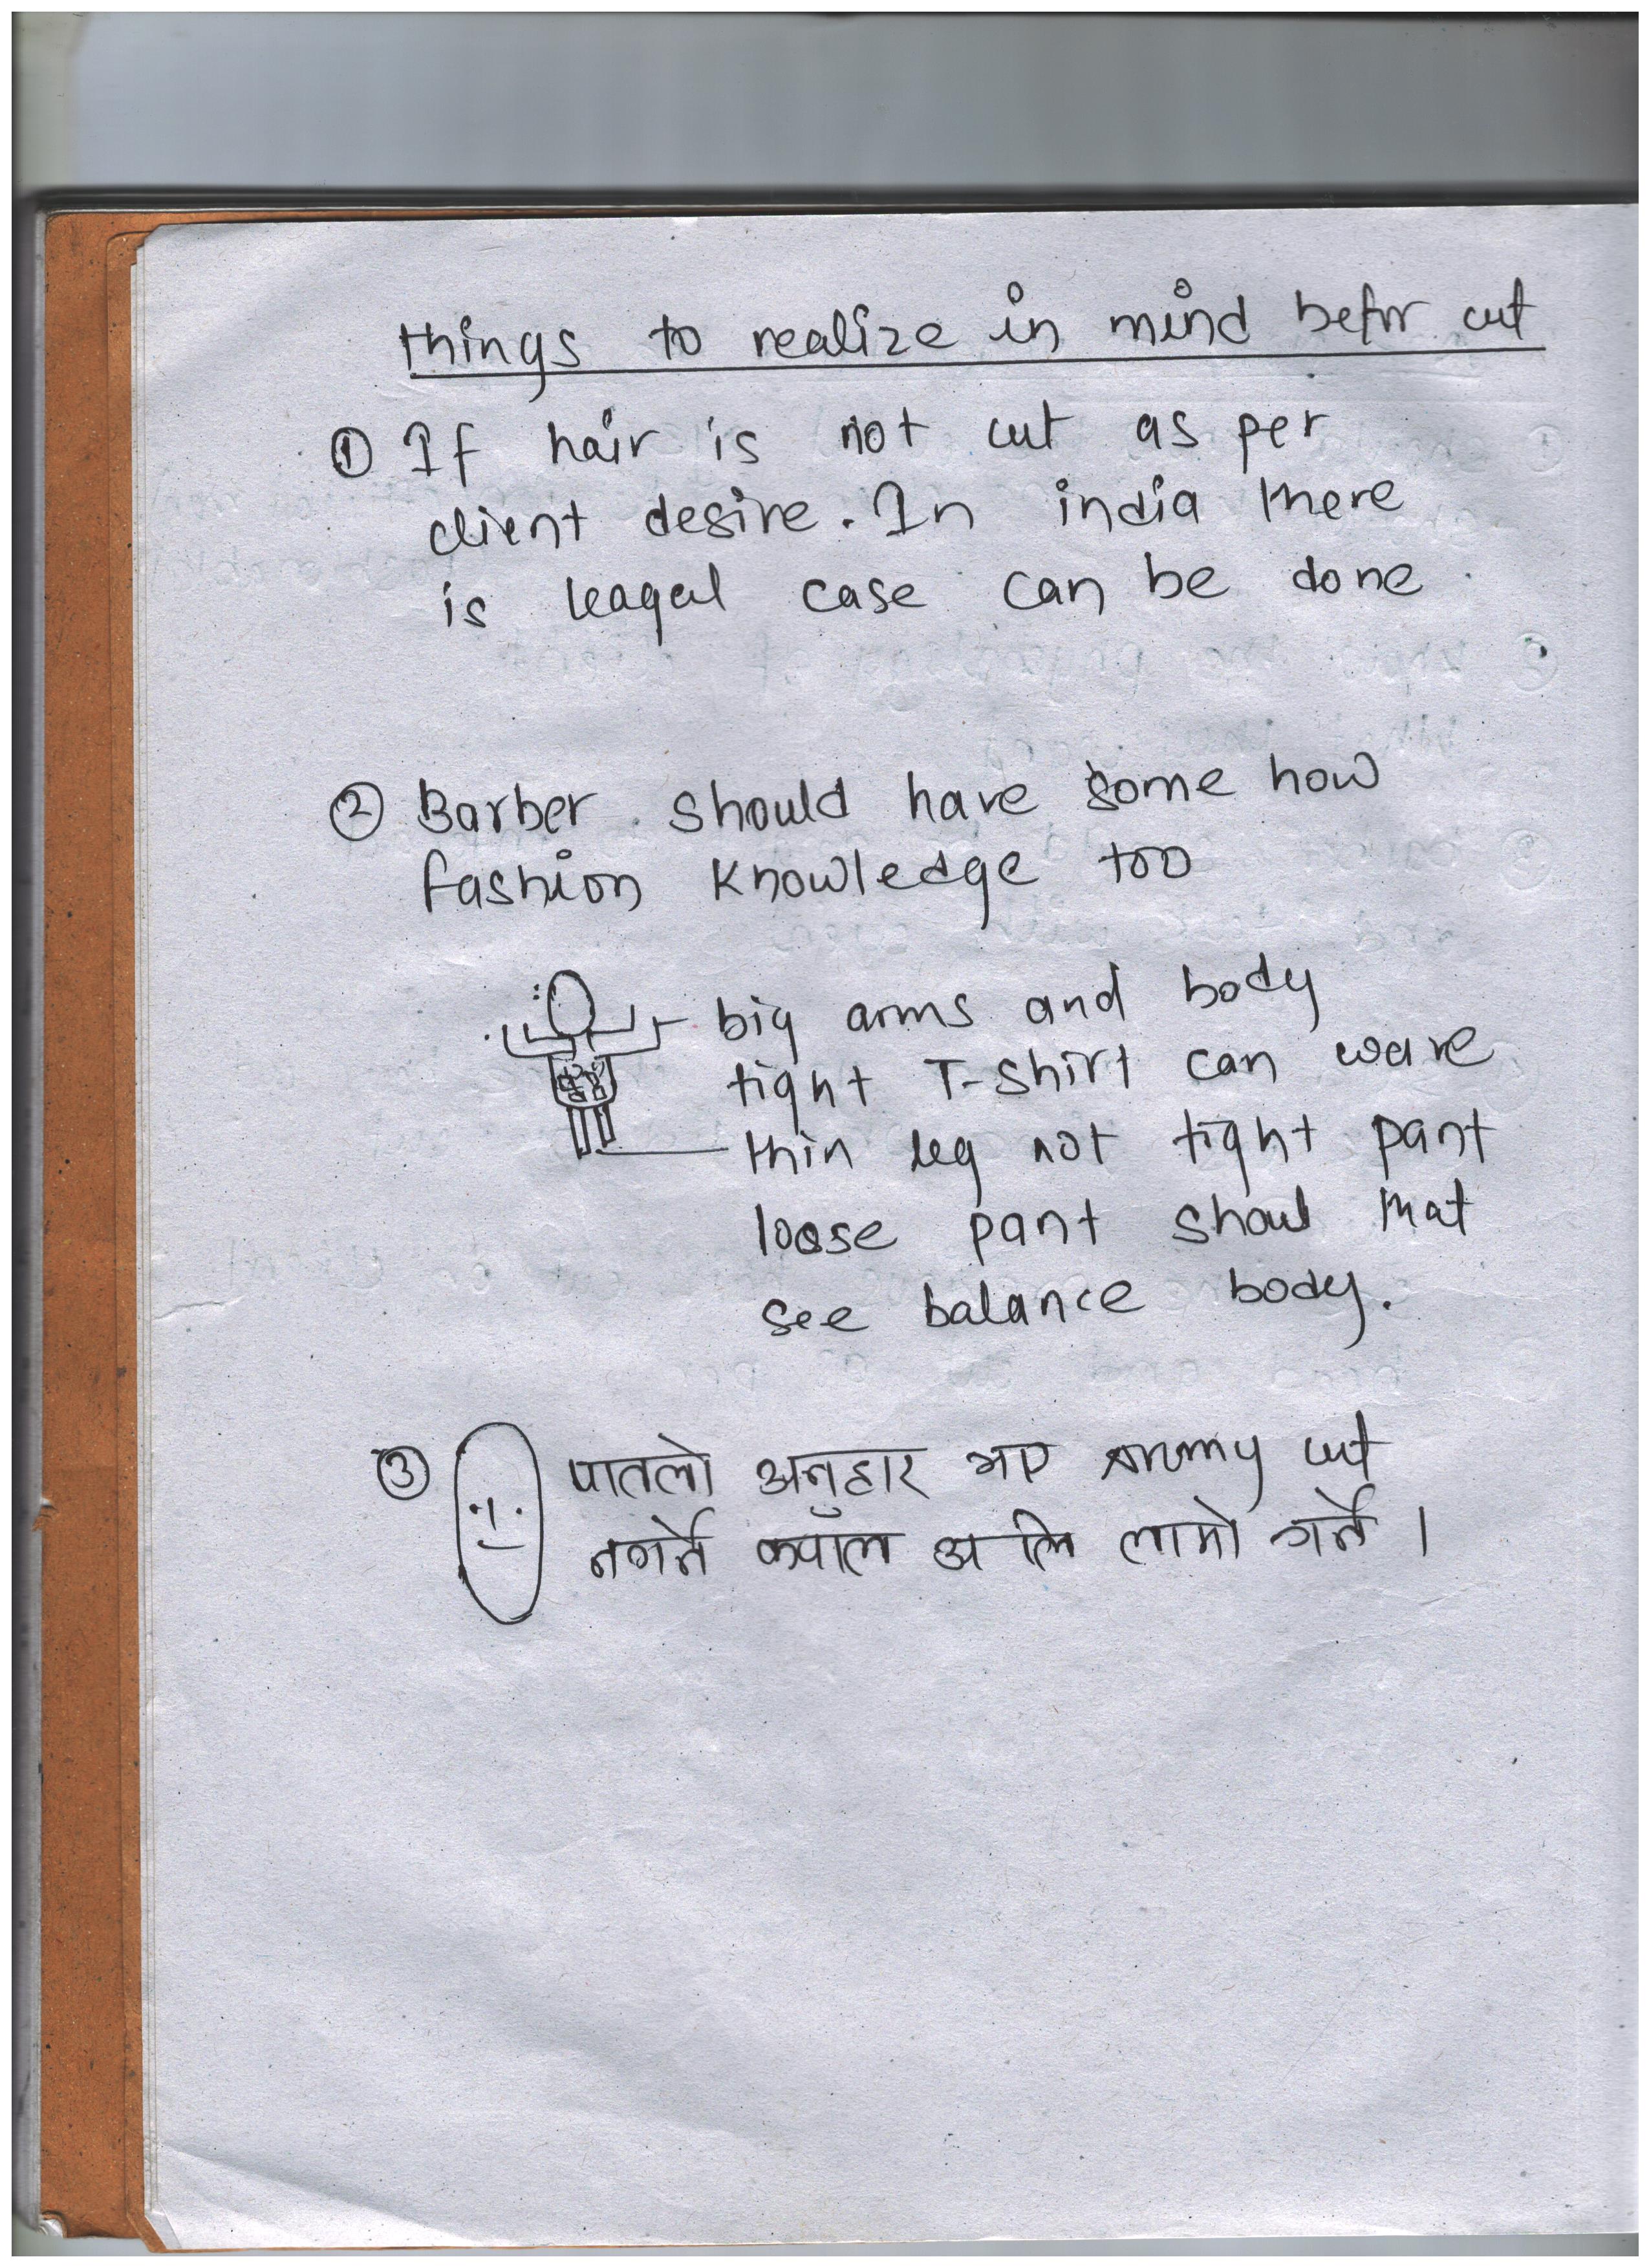 things to realize in mind befor cut
① If hair is not cut as per
client desire. In india there
is leagal case can be done
② Barber should have some how
fashion knowledge too
big arms and body
tight T-shirt can ware
thin leg not tight pant
loose pant shoul that
see balance body.
③ पातलो अनुहार भए Army cut
नगर्ने कपाल अलि लामो गर्ने ।